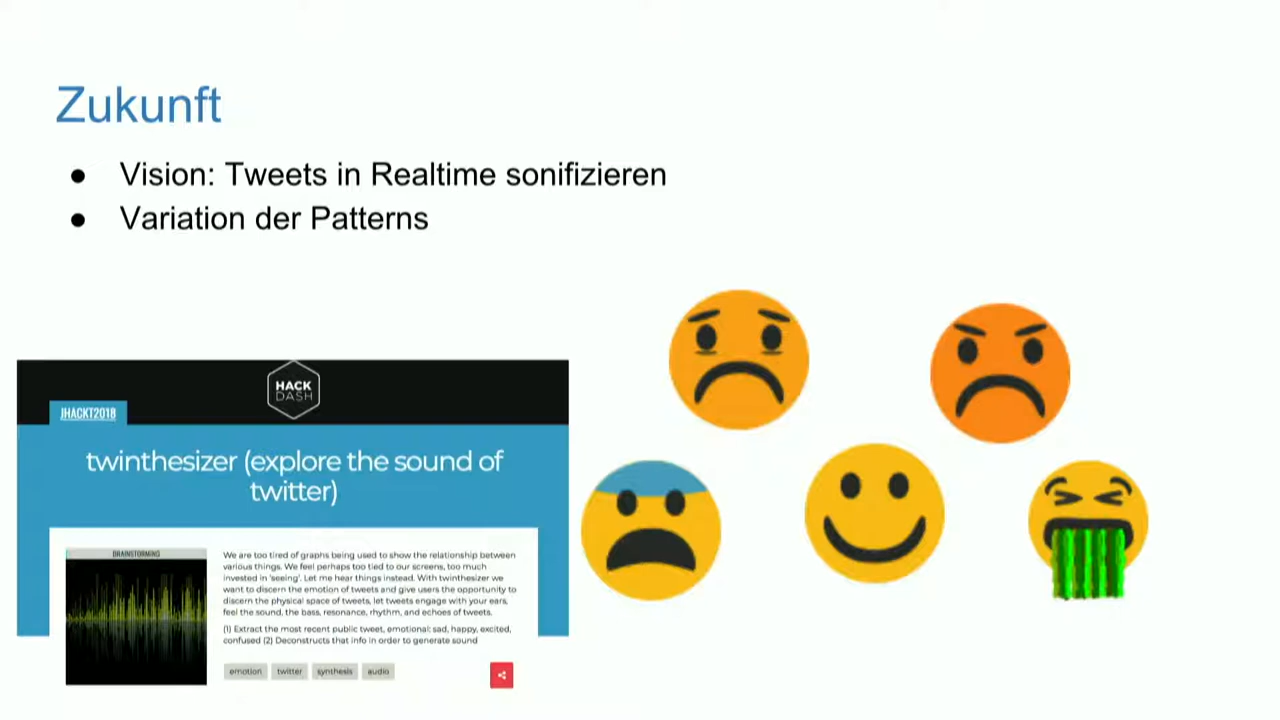 Zukunft
● Vision: Tweets in Realtime sonifizieren
● Variation der Patterns
HACK
DASH
JHACKT2018
twinthesizer (explore the sound of
twitter)
BRAINSTORMING
We are too tired of graphs being used to show the relationship between
various things. We feel perhaps too tied to our screens, too much
invested in 'seeing'. Let me hear things instead. With twinthesizer we
want to discern the emotion of tweets and give users the opportunity to
discern the physical space of tweets, let tweets engage with your ears,
feel the sound, the bass, resonance, rhythm, and echoes of tweets.
(1) Extract the most recent public tweet, emotional: sad, happy, excited,
confused (2) Deconstructs that info in order to generate sound
emotion twitter synthesis audio